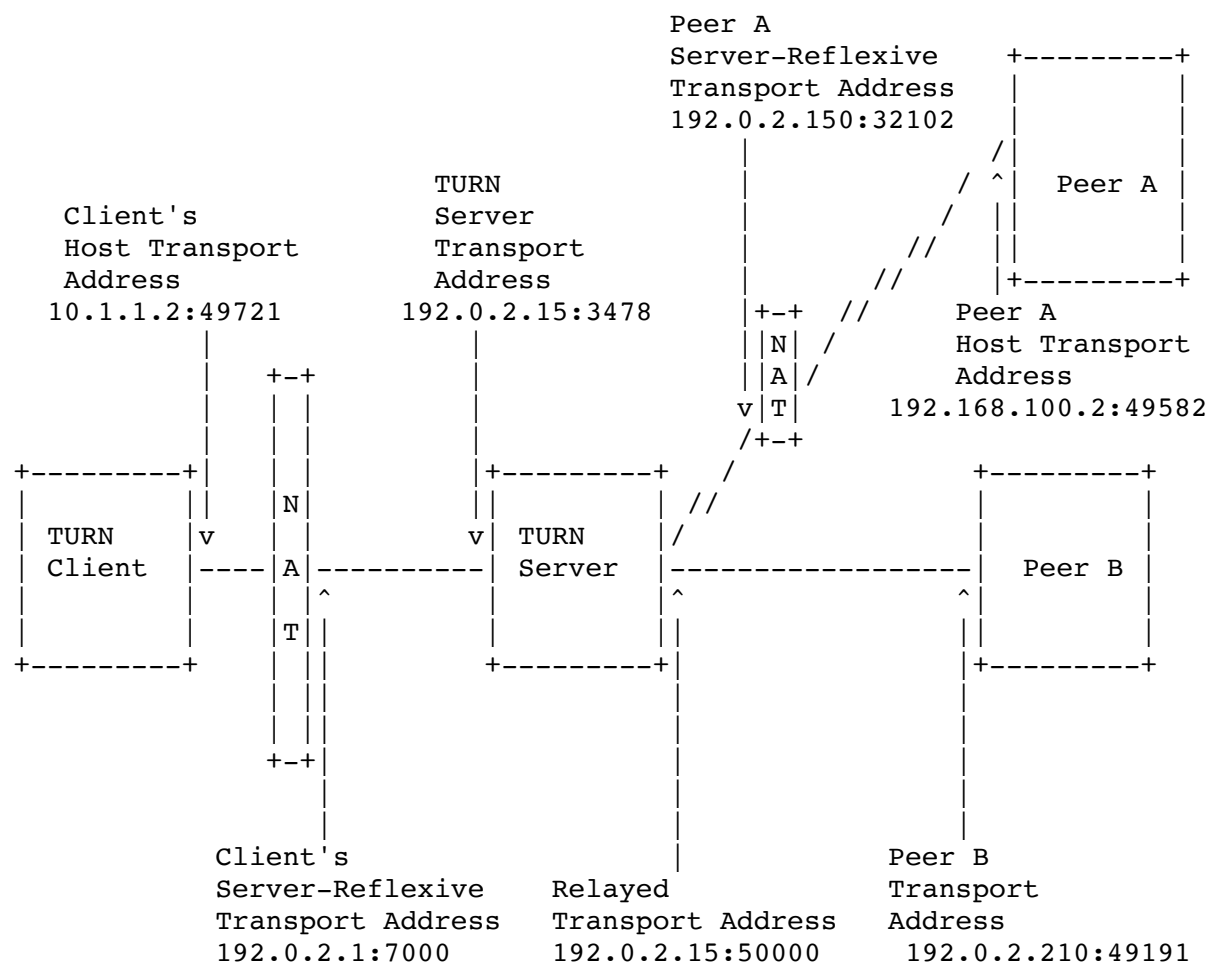 Peer A
Server-Reflexive
Transport Address
192.0.2.150:32102
Peer A
TURN
Server
Transport
Address
192.0.2.15:3478
Client's
Host Transport
Address
10.1.1.2:49721
N
A
T
Peer A
Host Transport
Address
192.168.100.2:49582
N
A
T
TURN
Client
TURN
Server
Peer B
Client's
Server-Reflexive
Transport Address
192.0.2.1:7000
Relayed
Transport Address
192.0.2.15:50000
Peer B
Transport
Address
192.0.2.210:49191